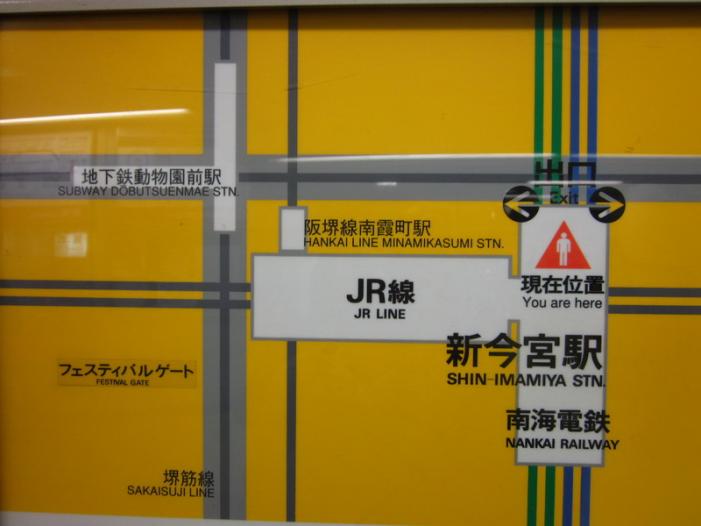 出口
Exit
地下鉄動物園前駅
SUBWAY DOBUTSUENMAE STN.
阪堺線南霞町駅
HANKAI LINE MINAMIKASUMI STN.
現在位置
You are here
JR線
JR LINE
新今宮駅
SHIN-IMAMIYA STN.
フェスティバルゲート
FESTIVAL GATE
南海電鉄
NANKAI RAILWAY
堺筋線
SAKAISUJI LINE